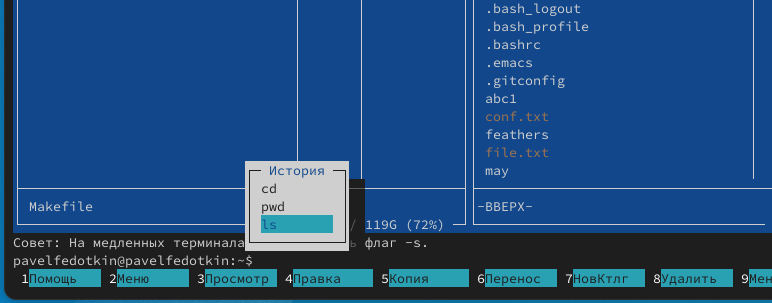 .bash_logout
.bash_profile
.bashrc
.emacs
.gitconfig
abc1
conf.txt
feathers
file.txt
may
История
cd
pwd
ls
Makefile
/ 119G (72%)
-ВВЕРХ-
Совет: На медленных терминала ь флаг -s.
pavelfedotkin@pavelfedotkin:~$
1Помощь 2Меню 3Просмотр 4Правка 5Копия 6Перенос 7НовКтлг 8Удалить 9Мен